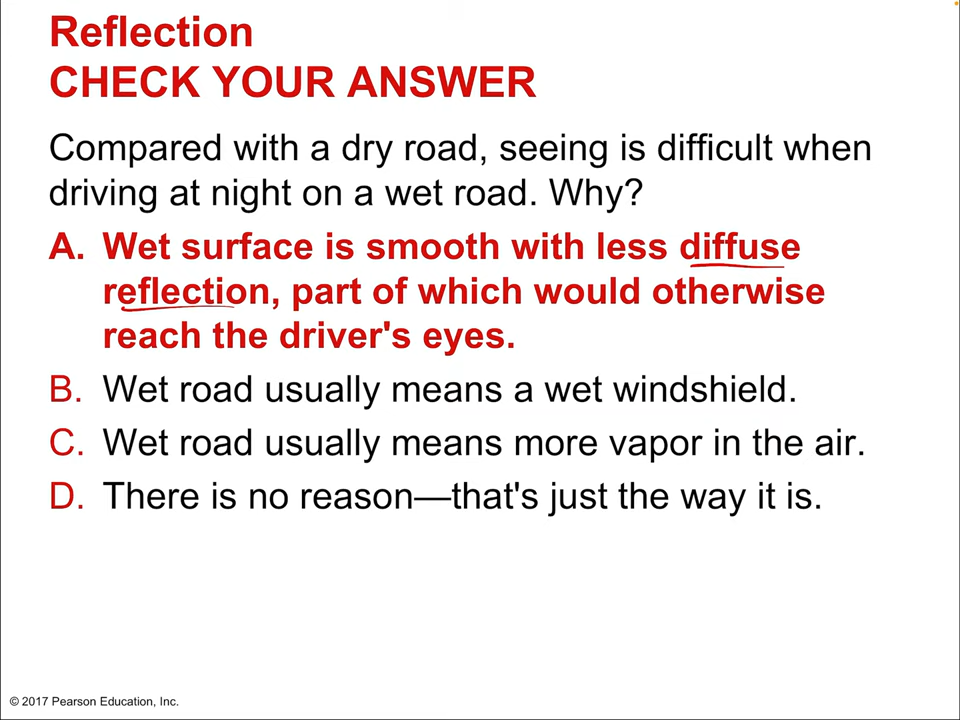 Reflection
CHECK YOUR ANSWER
Compared with a dry road, seeing is difficult when
driving at night on a wet road. Why?
A. Wet surface is smooth with less diffuse
reflection, part of which would otherwise
reach the driver's eyes.
B. Wet road usually means a wet windshield.
C. Wet road usually means more vapor in the air.
D. There is no reason—that's just the way it is.
© 2017 Pearson Education, Inc.